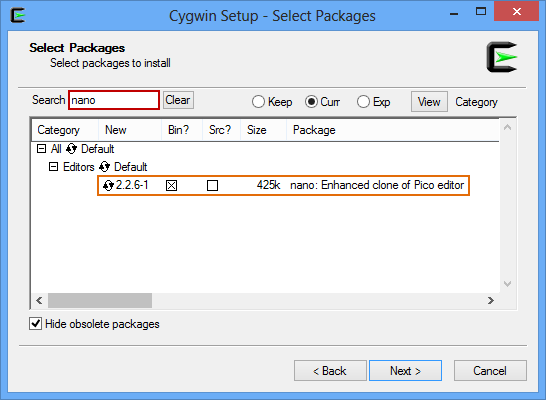 Cygwin Setup - Select Packages
Select Packages
Select packages to install
Search nano Clear Keep Curr Exp View Category
Category New Bin? Src? Size Package
All Default
Editors Default
2.2.6-1 425k nano: Enhanced clone of Pico editor
Hide obsolete packages
< Back Next > Cancel